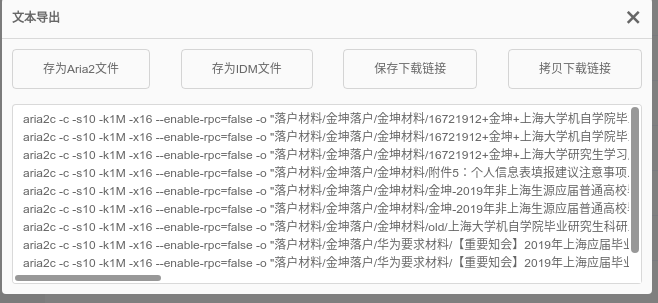 文本导出
存为Aria2文件
存为IDM文件
保存下载链接
拷贝下载链接
aria2c -c -s10 -k1M -x16 --enable-rpc=false -o "落户材料/金坤落户/金坤材料/16721912+金坤+上海大学机自学院毕
aria2c -c -s10 -k1M -x16 --enable-rpc=false -o "落户材料/金坤落户/金坤材料/16721912+金坤+上海大学机自学院毕
aria2c -c -s10 -k1M -x16 --enable-rpc=false -o "落户材料/金坤落户/金坤材料/16721912+金坤+上海大学研究生学习
aria2c -c -s10 -k1M -x16 --enable-rpc=false -o "落户材料/金坤落户/金坤材料/附件5：个人信息表填报建议注意事项
aria2c -c -s10 -k1M -x16 --enable-rpc=false -o "落户材料/金坤落户/金坤材料/金坤-2019年非上海生源应届普通高校
aria2c -c -s10 -k1M -x16 --enable-rpc=false -o "落户材料/金坤落户/金坤材料/金坤-2019年非上海生源应届普通高校
aria2c -c -s10 -k1M -x16 --enable-rpc=false -o "落户材料/金坤落户/金坤材料/old/上海大学机自学院毕业研究生科研
aria2c -c -s10 -k1M -x16 --enable-rpc=false -o "落户材料/金坤落户/华为要求材料/【重要知会】2019年上海应届毕业
aria2c -c -s10 -k1M -x16 --enable-rpc=false -o "落户材料/金坤落户/华为要求材料/【重要知会】2019年上海应届毕业